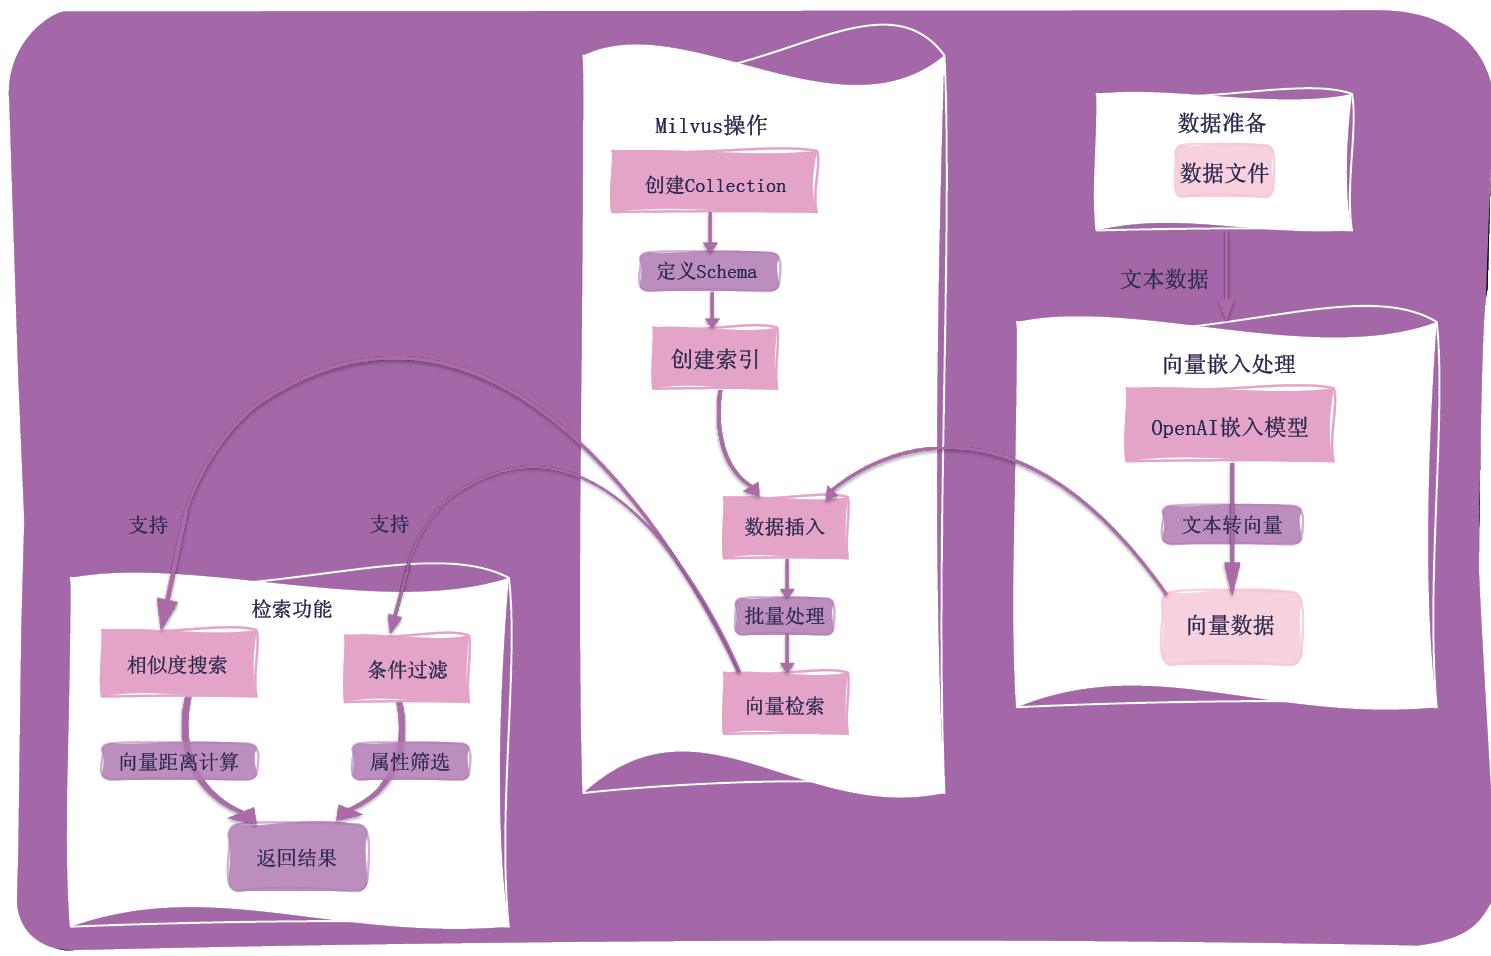 Milvus操作
创建Collection
定义Schema
创建索引
数据插入
批量处理
向量检索
数据准备
数据文件
文本数据
向量嵌入处理
OpenAI嵌入模型
文本转向量
向量数据
支持
支持
检索功能
相似度搜索
条件过滤
向量距离计算
属性筛选
返回结果